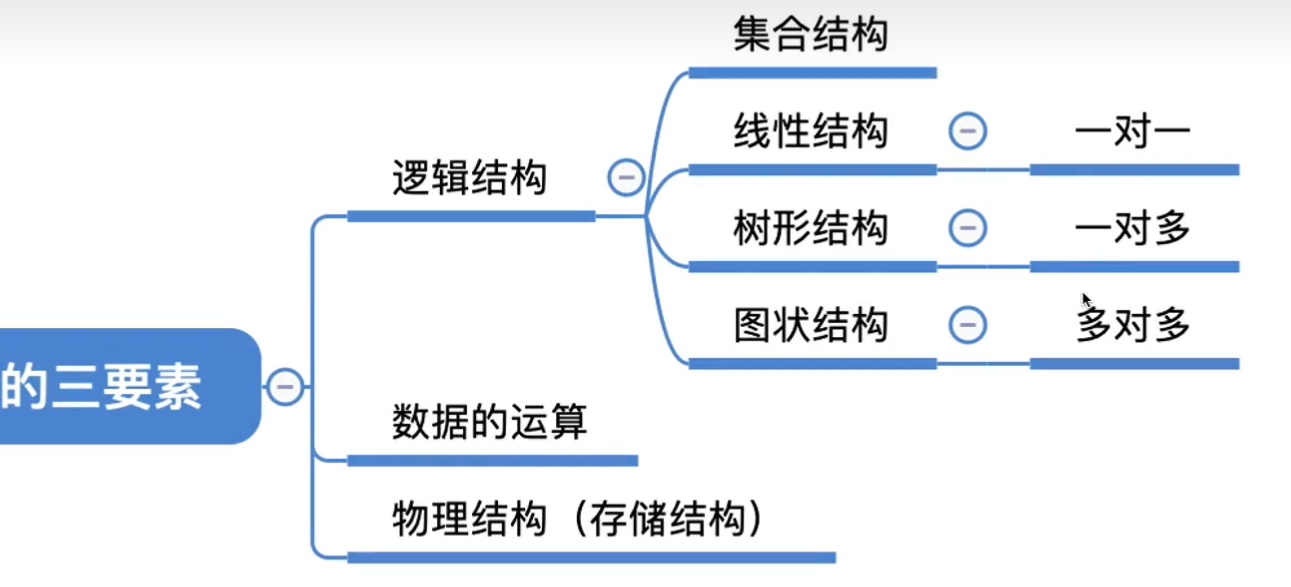 集合结构
线性结构
一对一
逻辑结构
树形结构
一对多
图状结构
多对多
的三要素
数据的运算
物理结构（存储结构）